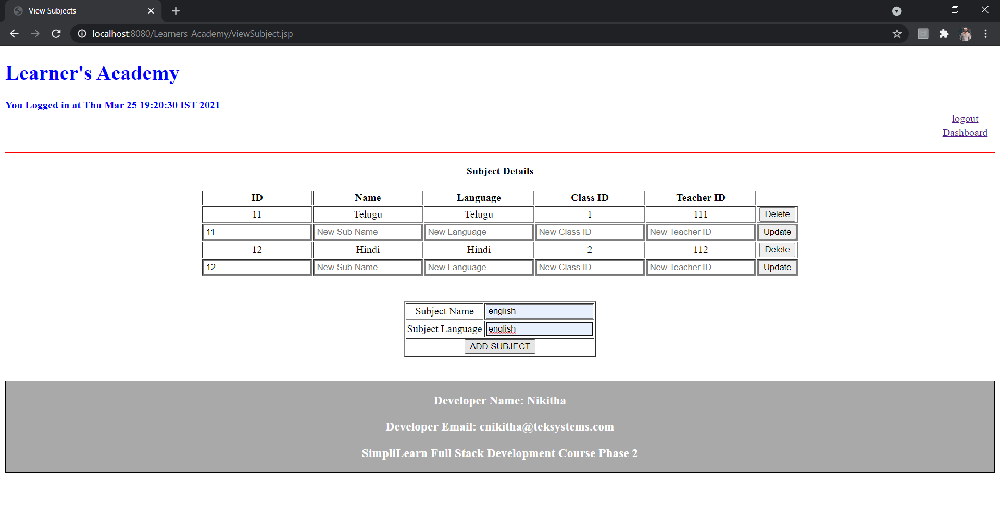 View Subjects
localhost:8080/Learners-Academy/viewSubject.jsp
Learner's Academy
You Logged in at Thu Mar 25 19:20:30 IST 2021
logout
Dashboard
Subject Details
ID Name Language Class ID Teacher ID
11 Telugu Telugu 1 111 Delete
11 New Sub Name New Language New Class ID New Teacher ID Update
12 Hindi Hindi 2 112 Delete
12 New Sub Name New Language New Class ID New Teacher ID Update
Subject Name english
Subject Language english
ADD SUBJECT
Developer Name: Nikitha
Developer Email: cnikitha@teksystems.com
SimpliLearn Full Stack Development Course Phase 2